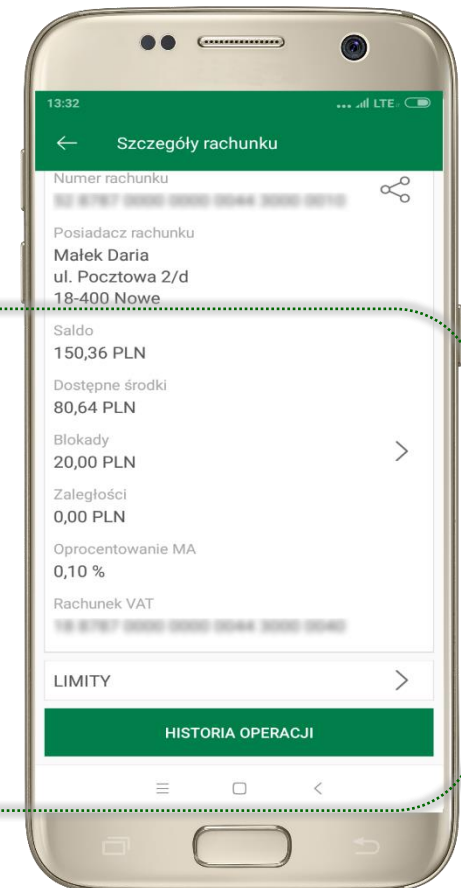 13:32
LTE
Szczegóły rachunku
Numer rachunku
Posiadacz rachunku
Małek Daria
ul. Pocztowa 2/d
18-400 Nowe
Saldo
150,36 PLN
Dostępne środki
80,64 PLN
Blokady
20,00 PLN
Zaległości
0,00 PLN
Oprocentowanie MA
0,10 %
Rachunek VAT
LIMITY
HISTORIA OPERACJI